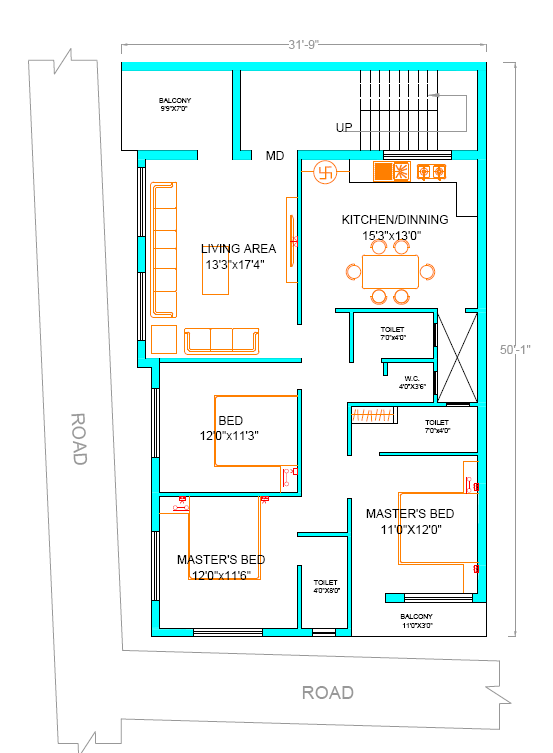 31'-9"
BALCONY
9'9"X7'0"
UP
MD
KITCHEN/DINNING
15'3"x13'0"
LIVING AREA
13'3"x17'4"
TOILET
7'0"x4'0"
50'-1"
W.C.
4'0"X3'6"
BED
12'0"x11'3"
TOILET
7'0"x4'0"
ROAD
MASTER'S BED
11'0"X12'0"
MASTER'S BED
12'0"x11'6"
TOILET
4'0"X8'0"
BALCONY
11'0"X3'0"
ROAD